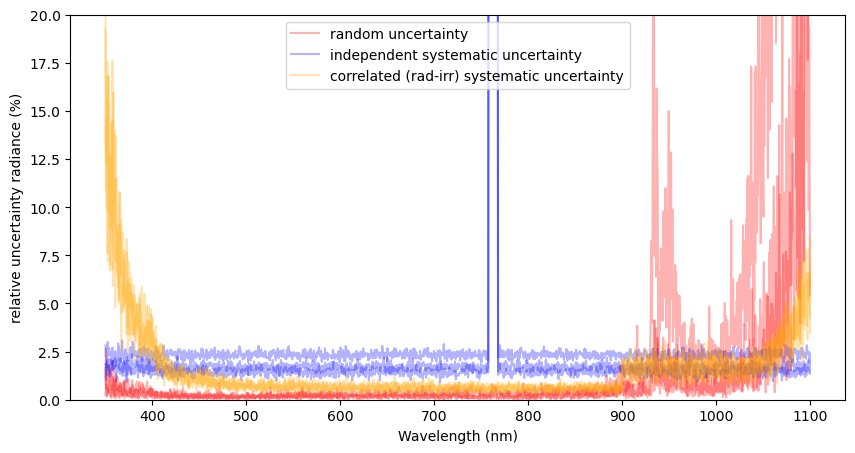 random uncertainty
independent systematic uncertainty
correlated (rad-irr) systematic uncertainty
relative uncertainty radiance (%)
20.0
17.5
15.0
12.5
10.0
7.5
5.0
2.5
0.0
400 500 600 700 800 900 1000 1100
Wavelength (nm)